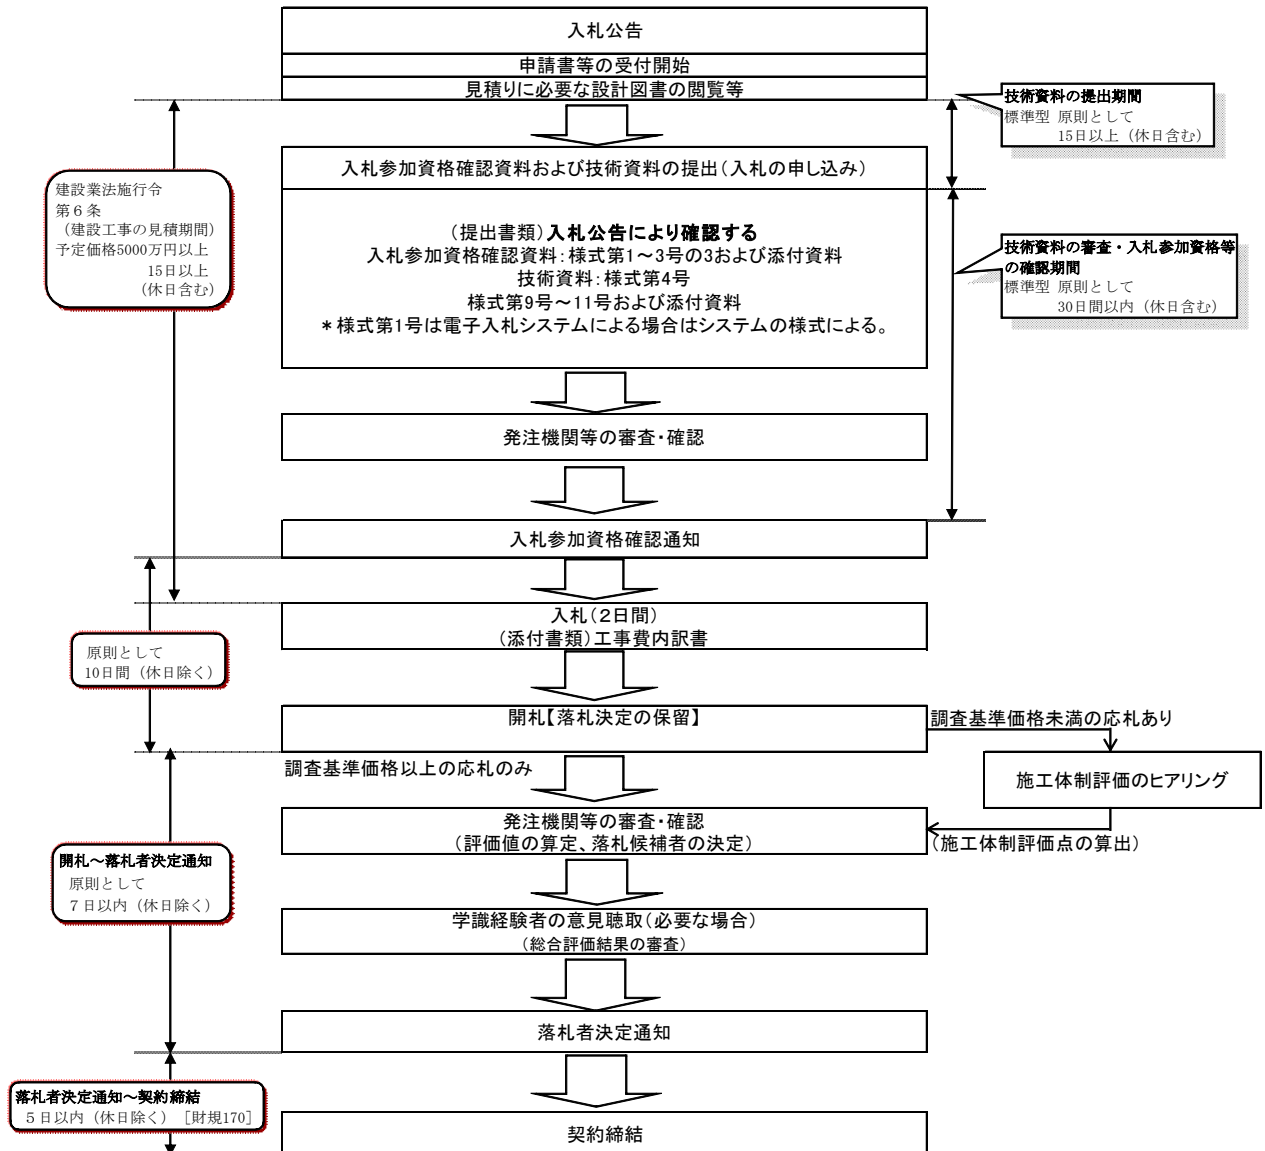 入札公告
申請書等の受付開始
見積りに必要な設計図書の閲覧等
技術資料の提出期間
標準型 原則として
15日以上（休日含む）
入札参加資格確認資料および技術資料の提出（入札の申し込み）
建設業法施行令
第６条
（建設工事の見積期間）
予定価格5000万円以上
15日以上
（休日含む）
（提出書類）入札公告により確認する
入札参加資格確認資料：様式第1～3号の3および添付資料
技術資料：様式第4号
様式第9号～11号および添付資料
＊様式第1号は電子入札システムによる場合はシステムの様式による。
技術資料の審査・入札参加資格等
の確認期間
標準型 原則として
30日間以内（休日含む）
発注機関等の審査・確認
入札参加資格確認通知
入札（２日間）
（添付書類）工事費内訳書
原則として
10日間（休日除く）
開札【落札決定の保留】
調査基準価格未満の応札あり
調査基準価格以上の応札のみ
施工体制評価のヒアリング
発注機関等の審査・確認
（評価値の算定、落札候補者の決定）
（施工体制評価点の算出）
開札～落札者決定通知
原則として
７日以内（休日除く）
学識経験者の意見聴取（必要な場合）
（総合評価結果の審査）
落札者決定通知
落札者決定通知～契約締結
５日以内（休日除く）［財規170］
契約締結